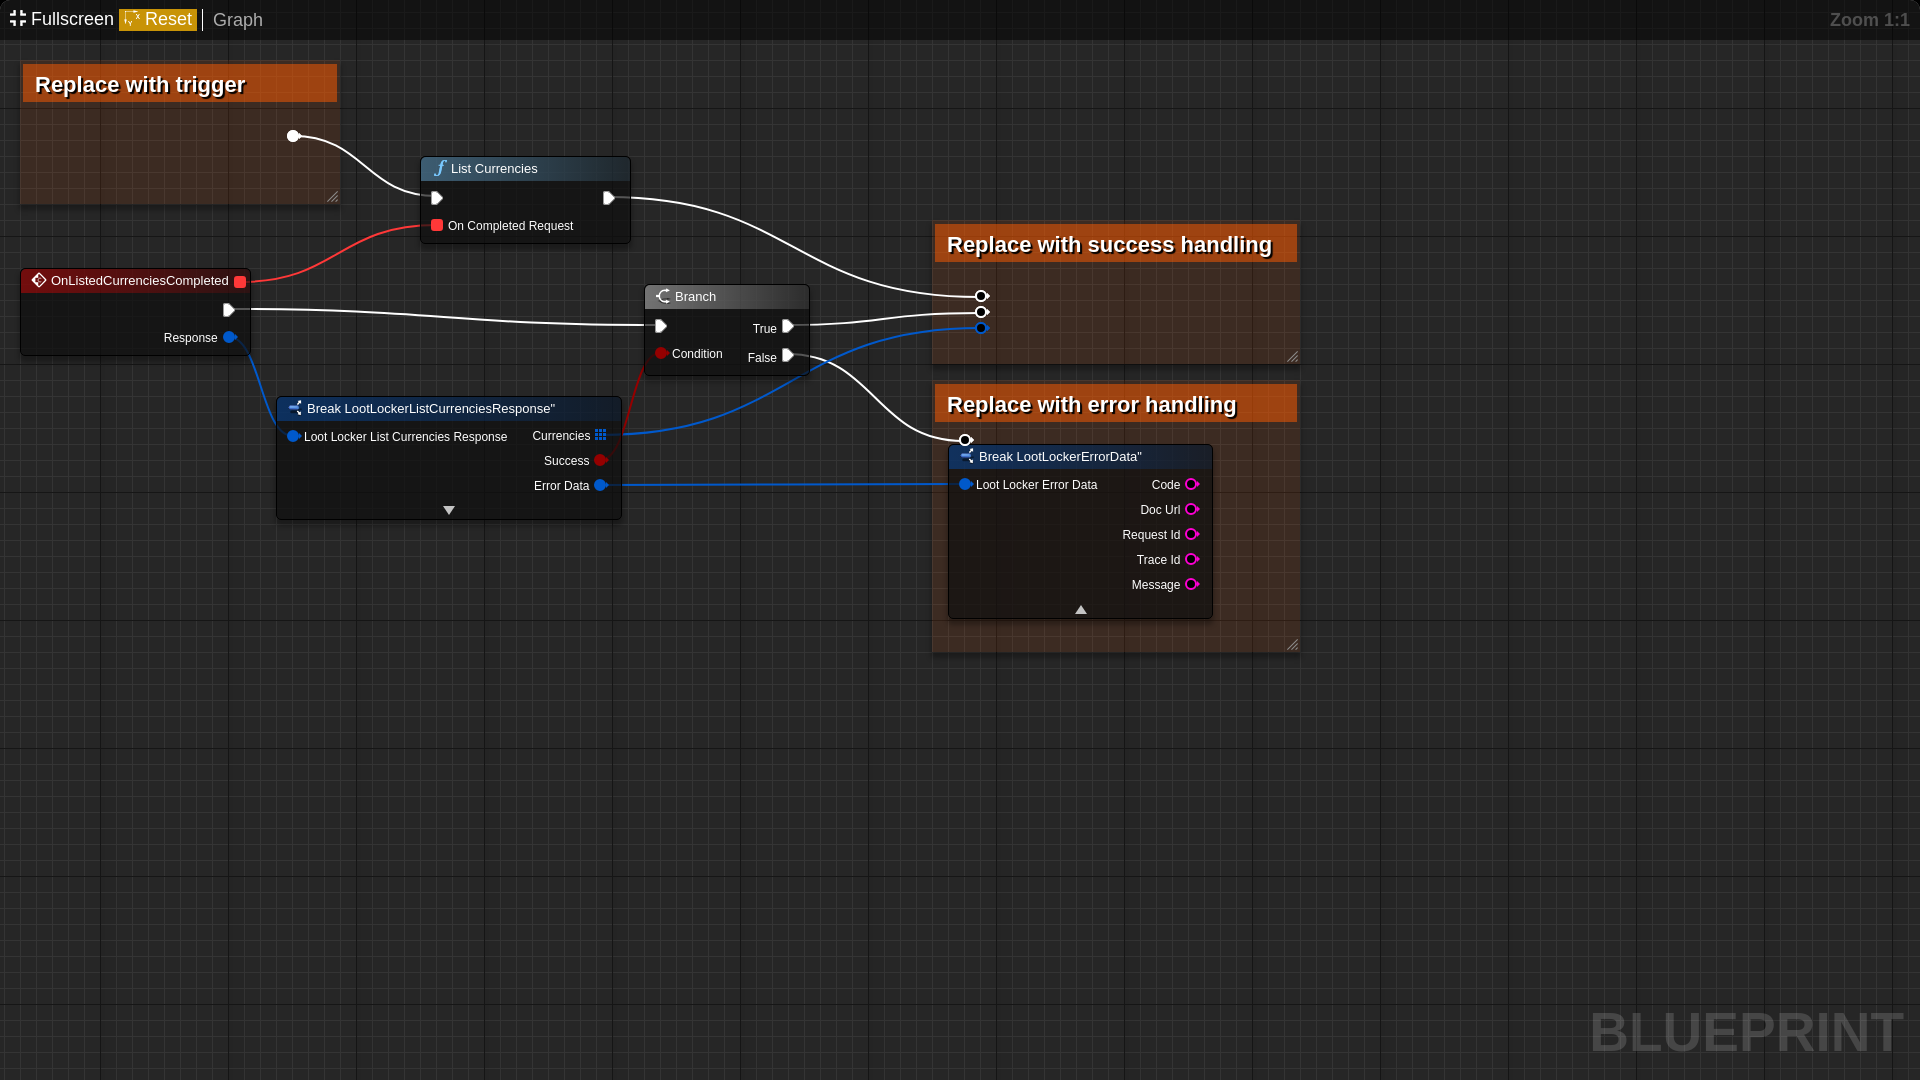 Fullscreen Reset Graph Zoom 1:1
Replace with trigger
List Currencies
On Completed Request
OnListedCurrenciesCompleted
Response
Branch
True
Condition
False
Replace with success handling
Break LootLockerListCurrenciesResponse"
Loot Locker List Currencies Response Currencies
Success
Error Data
Replace with error handling
Break LootLockerErrorData"
Loot Locker Error Data Code
Doc Url
Request Id
Trace Id
Message
BLUEPRINT